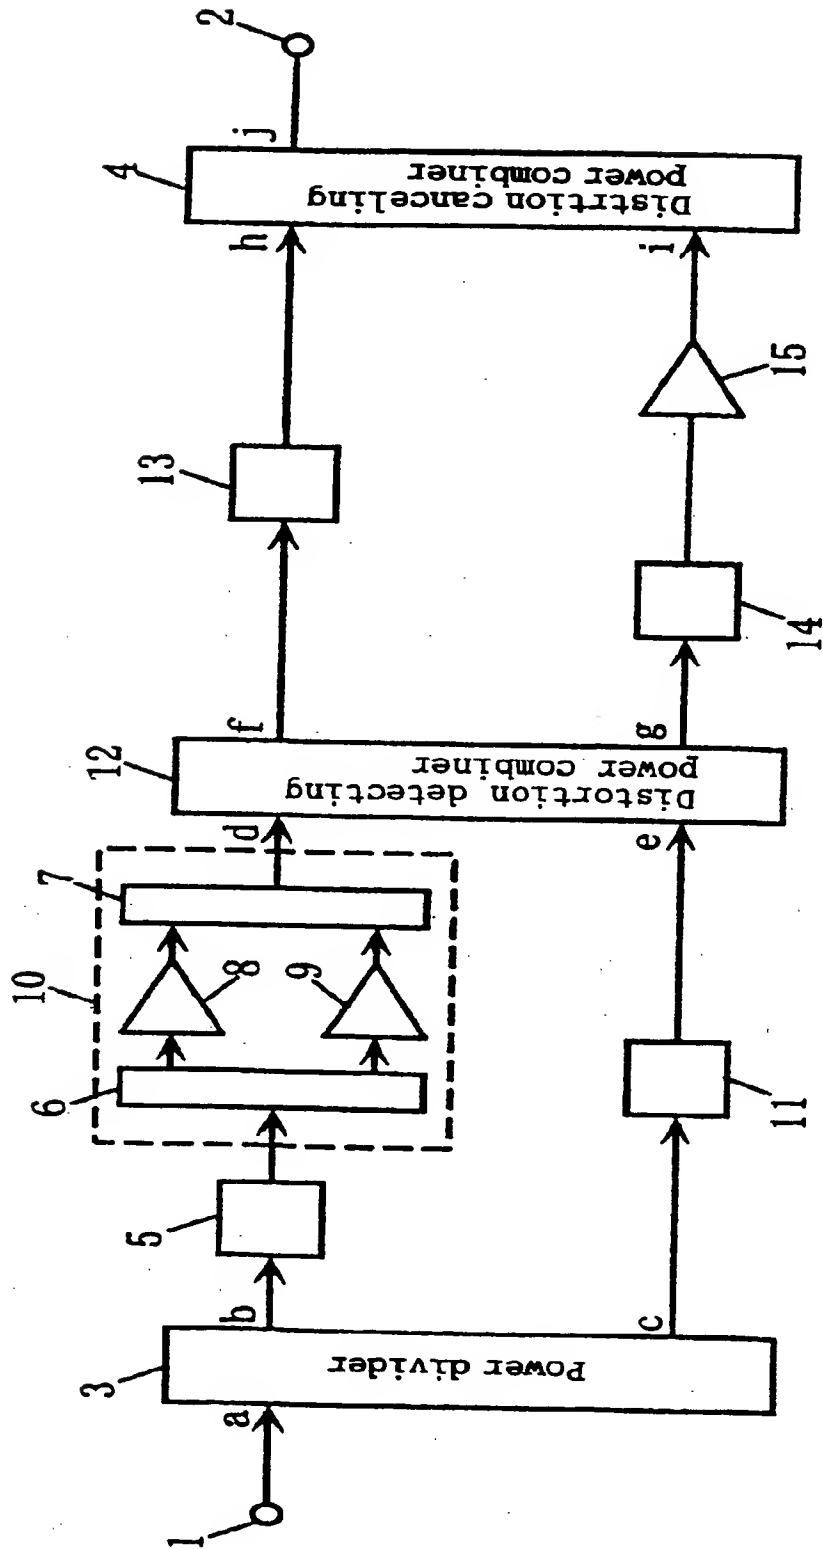 1
a
3
Power divider
b
c
5
11
10
6
8
9
7
d
e
12
Distortion detecting
power combiner
f
g
13
14
15
h
i
4
Distrtion canceling
power combiner
j
2